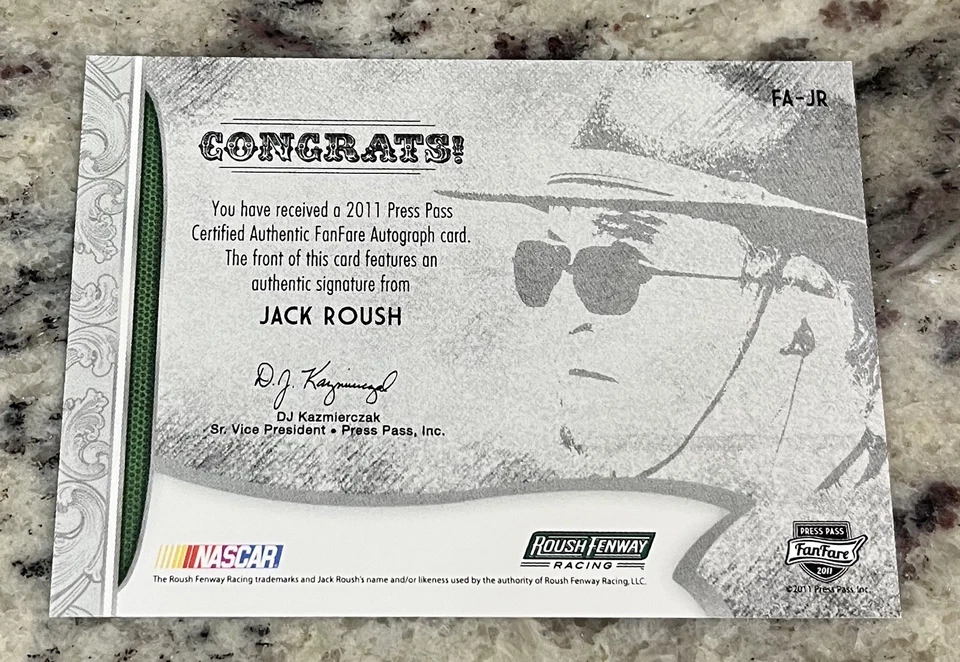 FA-JR
CONGRATS!
You have received a 2011 Press Pass
Certified Authentic FanFare Autograph card.
The front of this card features an
authentic signature from
JACK ROUSH
D.J. Kazmierczak
DJ Kazmierczak
Sr. Vice President • Press Pass, Inc.
NASCAR
ROUSH FENWAY
RACING
The Roush Fenway Racing trademarks and Jack Roush's name and/or likeness used by the authority of Roush Fenway Racing, LLC.
PRESS PASS
FanFare
2011
©2011 Press Pass, Inc.